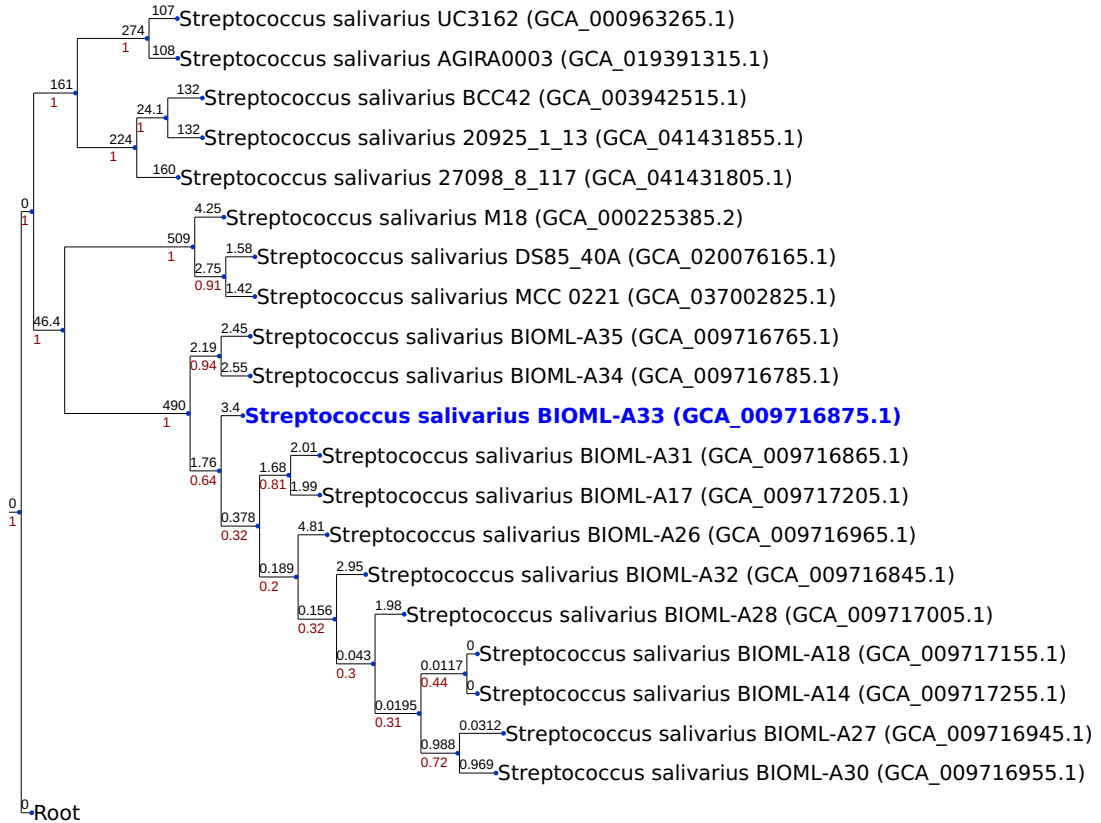 107 Streptococcus salivarius UC3162 (GCA_000963265.1)
274
1
108 Streptococcus salivarius AGIRA0003 (GCA_019391315.1)
161
1
132 Streptococcus salivarius BCC42 (GCA_003942515.1)
24.1
1
132 Streptococcus salivarius 20925_1_13 (GCA_041431855.1)
224
1
160 Streptococcus salivarius 27098_8_117 (GCA_041431805.1)
0
1
4.25 Streptococcus salivarius M18 (GCA_000225385.2)
509
1
1.58 Streptococcus salivarius DS85_40A (GCA_020076165.1)
2.75
0.91
1.42 Streptococcus salivarius MCC 0221 (GCA_037002825.1)
46.4
1
2.45 Streptococcus salivarius BIOML-A35 (GCA_009716765.1)
2.19
0.94
2.55 Streptococcus salivarius BIOML-A34 (GCA_009716785.1)
490
1
3.4 Streptococcus salivarius BIOML-A33 (GCA_009716875.1)
1.76
0.64
2.01 Streptococcus salivarius BIOML-A31 (GCA_009716865.1)
1.68
0.81
1.99 Streptococcus salivarius BIOML-A17 (GCA_009717205.1)
0.378
0.32
4.81 Streptococcus salivarius BIOML-A26 (GCA_009716965.1)
0.189
0.2
2.95 Streptococcus salivarius BIOML-A32 (GCA_009716845.1)
0.156
0.32
1.98 Streptococcus salivarius BIOML-A28 (GCA_009717005.1)
0.043
0.3
0 Streptococcus salivarius BIOML-A18 (GCA_009717155.1)
0.0117
0.44
0 Streptococcus salivarius BIOML-A14 (GCA_009717255.1)
0.0195
0.31
0.0312 Streptococcus salivarius BIOML-A27 (GCA_009716945.1)
0.988
0.72
0.969 Streptococcus salivarius BIOML-A30 (GCA_009716955.1)
0
1
0 Root